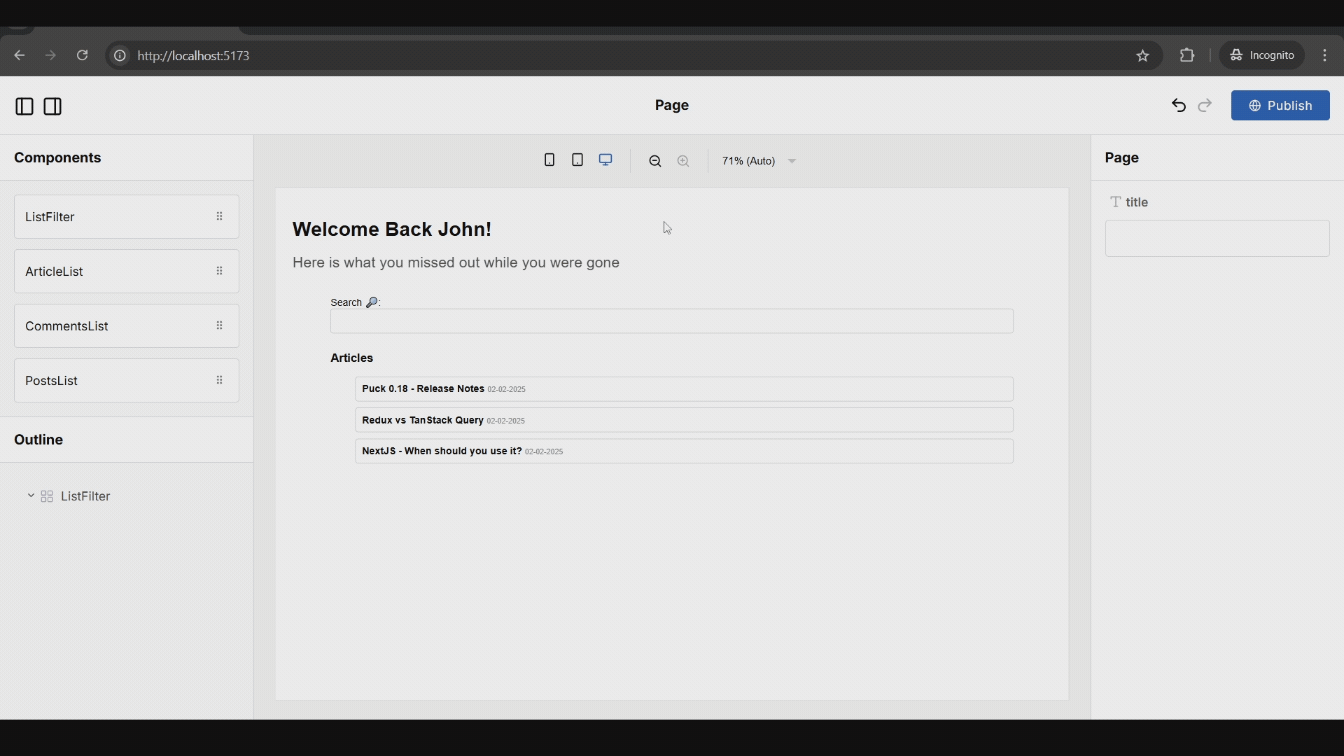 http://localhost:5173
Incognito
Page
Publish
Components
ListFilter
ArticleList
CommentsList
PostsList
Outline
ListFilter
71% (Auto)
Welcome Back John!
Here is what you missed out while you were gone
Search 🔎:
Articles
Puck 0.18 - Release Notes 02-02-2025
Redux vs TanStack Query 02-02-2025
NextJS - When should you use it? 02-02-2025
Page
title